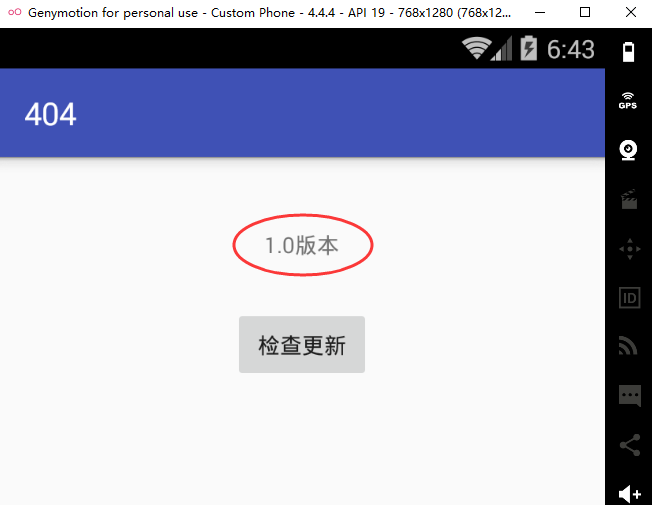 Genymotion for personal use - Custom Phone - 4.4.4 - API 19 - 768x1280 (768x12...
6:43
GPS
404
1.0版本
检查更新
ID